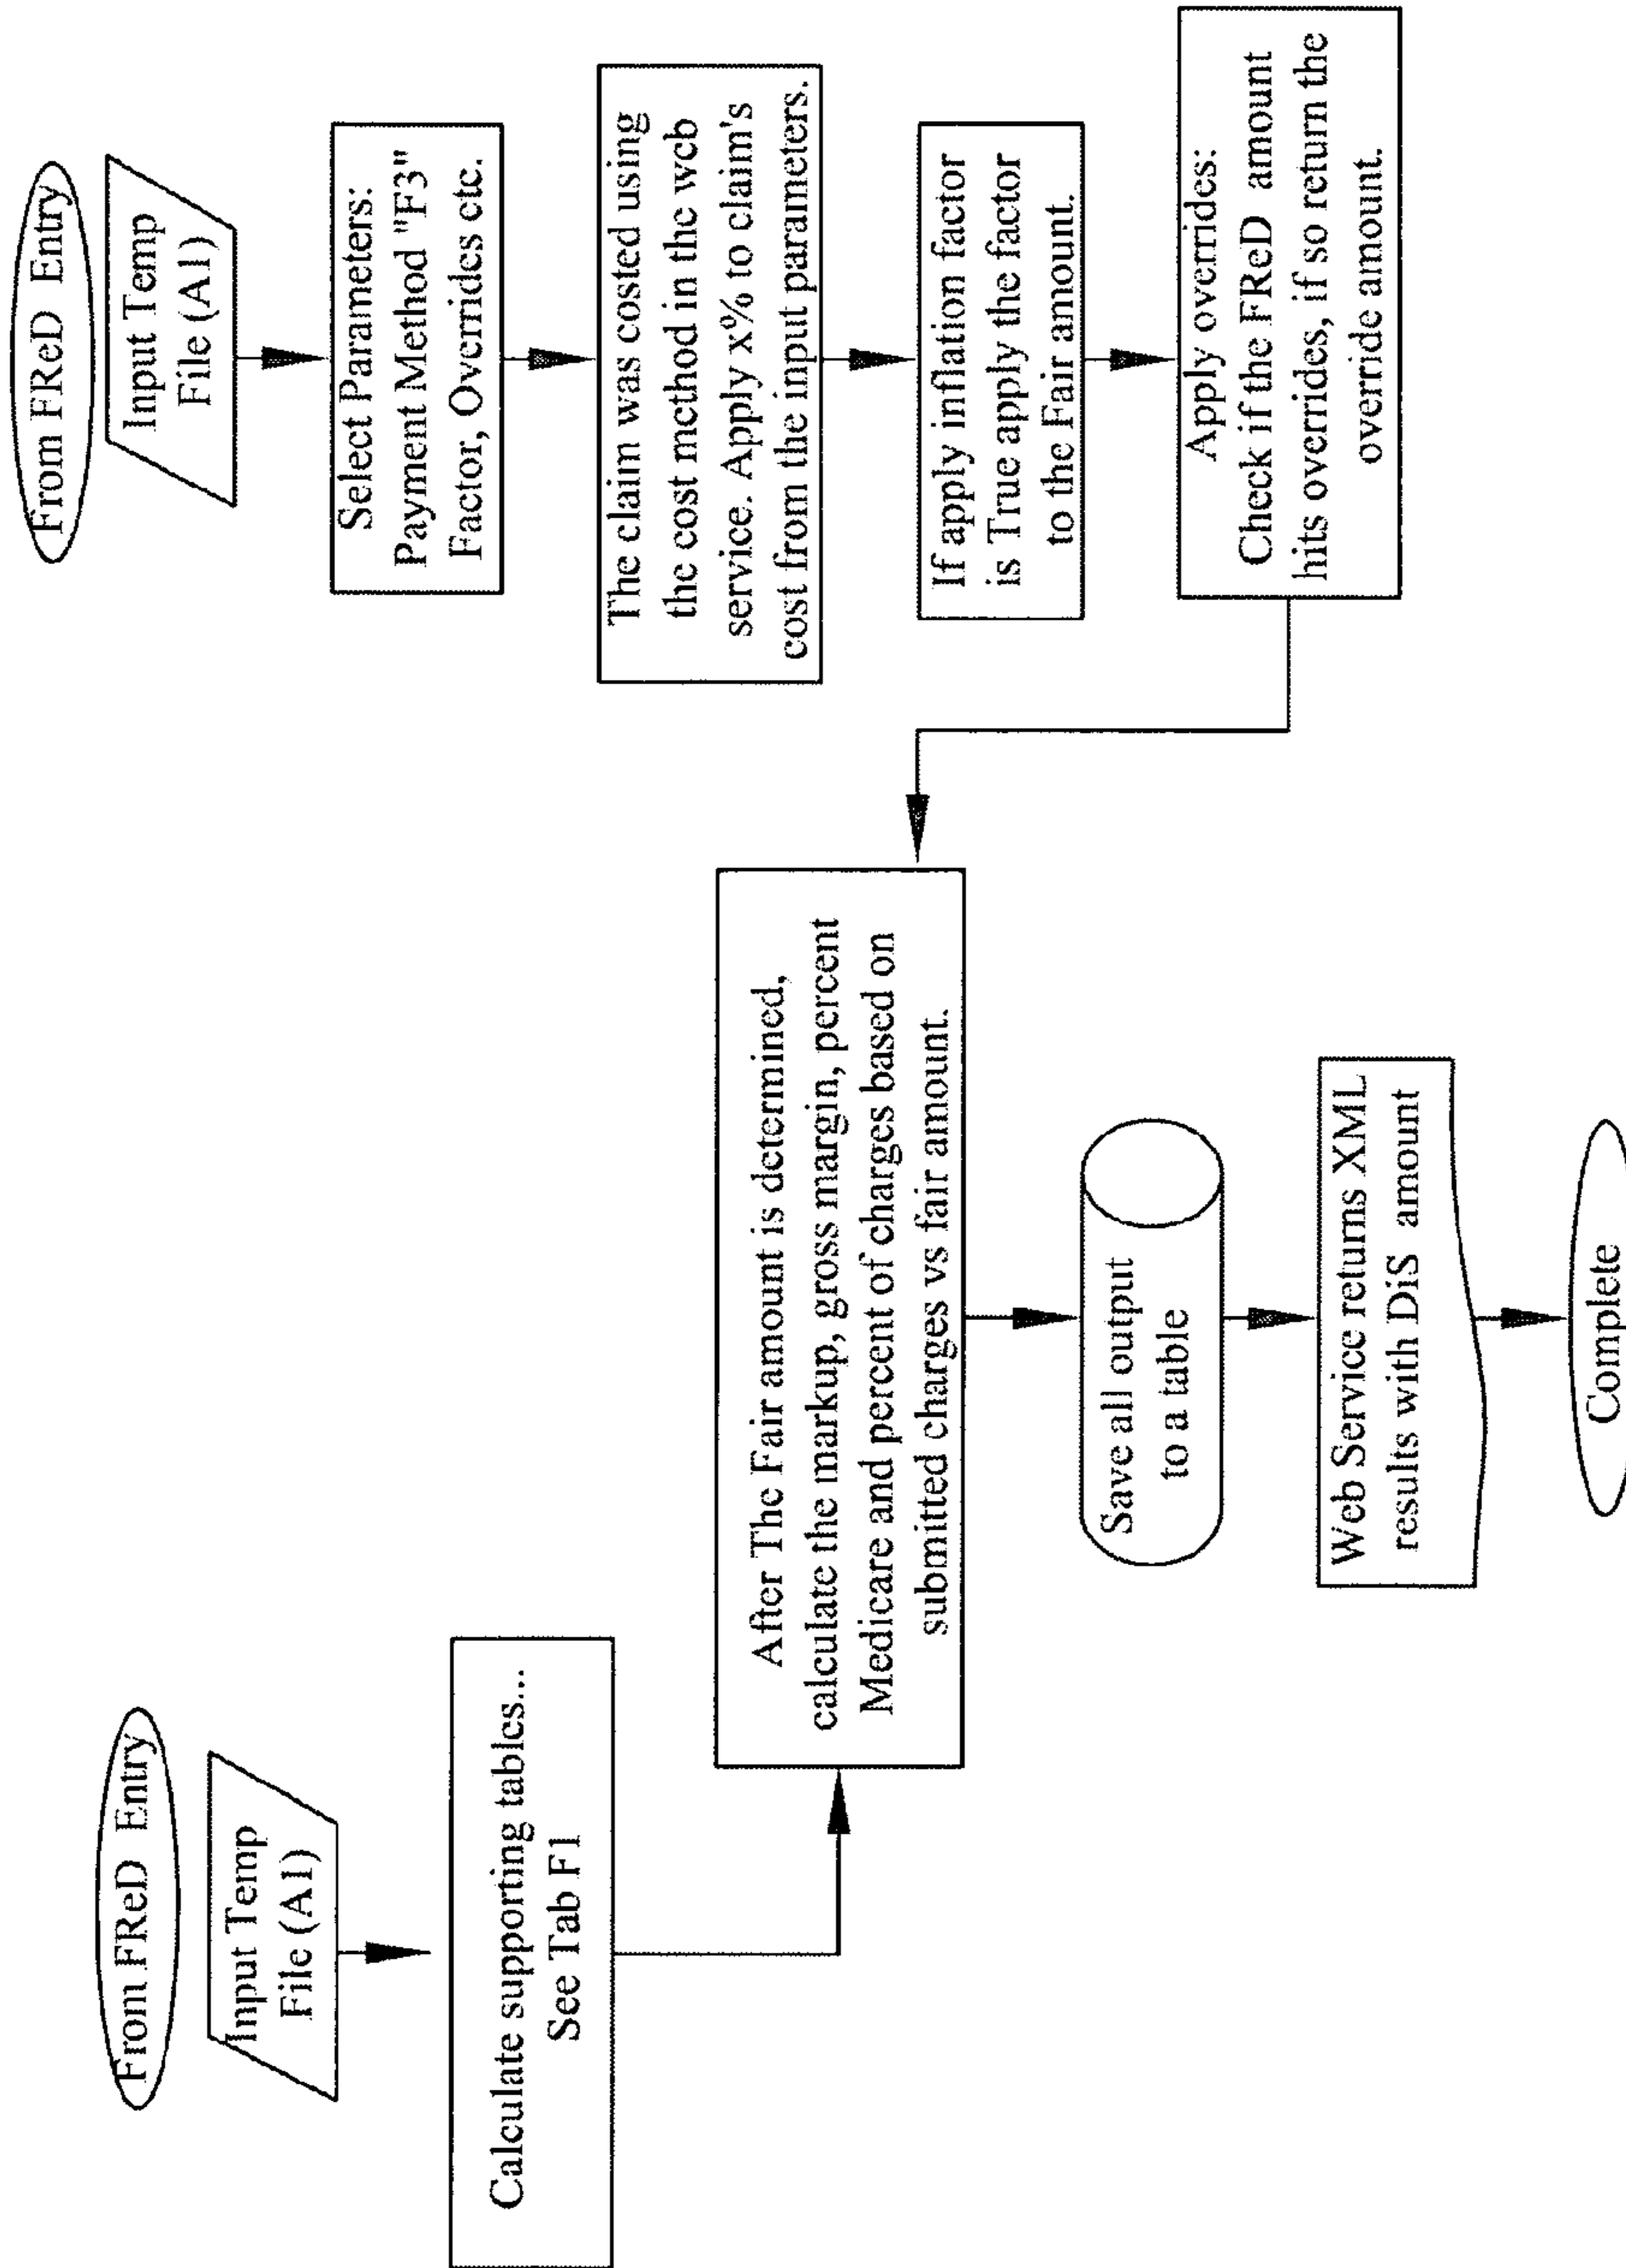 From FReD Entry
Input Temp
File (A1)
Calculate supporting tables...
See Tab F1
From FReD Entry
Input Temp
File (A1)
Select Parameters:
Payment Method "F3"
Factor, Overrides etc.
The claim was costed using
the cost method in the web
service. Apply x% to claim's
cost from the input parameters.
If apply inflation factor
is True apply the factor
to the Fair amount.
Apply overrides:
Check if the FReD amount
hits overrides, if so return the
override amount.
After The Fair amount is determined,
calculate the markup, gross margin, percent
Medicare and percent of charges based on
submitted charges vs fair amount.
Save all output
to a table
Web Service returns XML
results with DiS amount
Complete